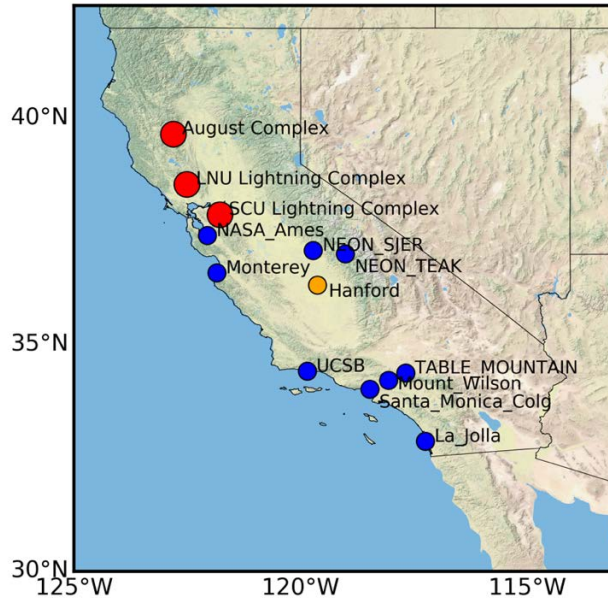 40°N
August Complex
LNU Lightning Complex
SCU Lightning Complex
NASA_Ames
NEON_SJER
NEON_TEAK
Monterey
Hanford
35°N
UCSB
TABLE_MOUNTAIN
Mount_Wilson
Santa_Monica_Colg
La_Jolla
30°N
125°W
120°W
115°W